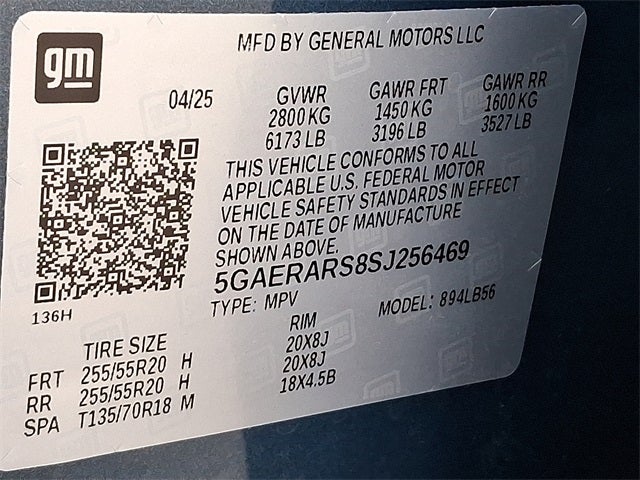 gm
MFD BY GENERAL MOTORS LLC
04/25
GVWR GAWR FRT GAWR RR
2800 KG 1450 KG 1600 KG
6173 LB 3196 LB 3527 LB
THIS VEHICLE CONFORMS TO ALL
APPLICABLE U.S. FEDERAL MOTOR
VEHICLE SAFETY STANDARDS IN EFFECT
ON THE DATE OF MANUFACTURE
SHOWN ABOVE.
5GAERARS8SJ256469
136H
TYPE: MPV MODEL: 894LB56
TIRE SIZE RIM
FRT 255/55R20 H 20X8J
RR 255/55R20 H 20X8J
SPA T135/70R18 M 18X4.5B